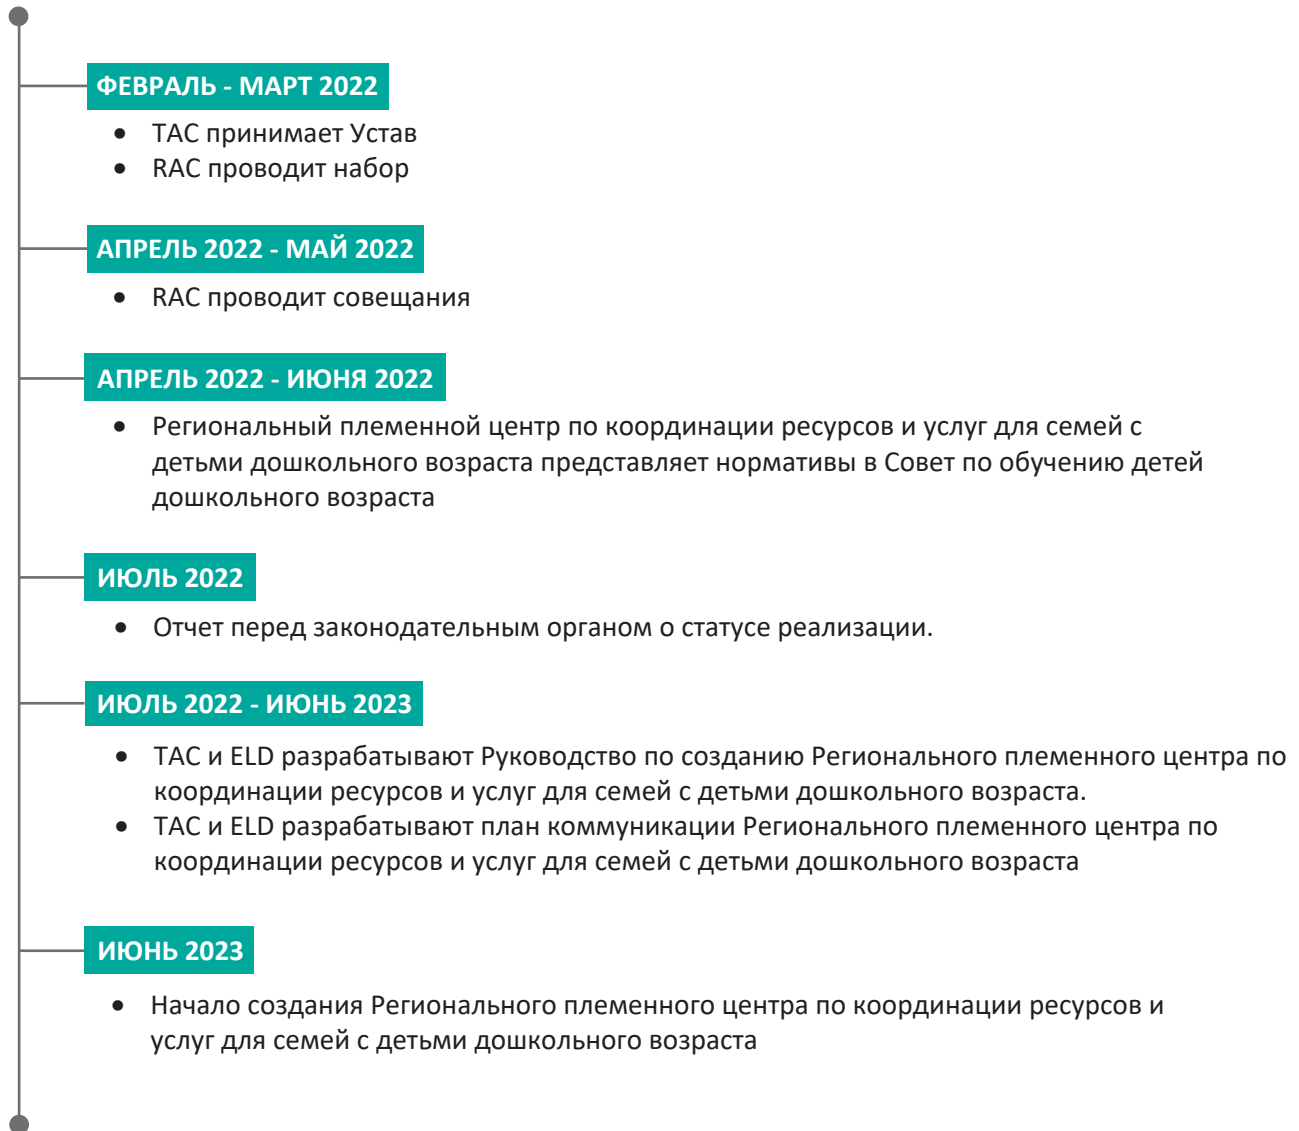 ФЕВРАЛЬ - МАРТ 2022
• TAC принимает Устав
• RAC проводит набор
АПРЕЛЬ 2022 - МАЙ 2022
• RAC проводит совещания
АПРЕЛЬ 2022 - ИЮНЯ 2022
• Региональный племенной центр по координации ресурсов и услуг для семей с
детьми дошкольного возраста представляет нормативы в Совет по обучению детей
дошкольного возраста
ИЮЛЬ 2022
• Отчет перед законодательным органом о статусе реализации.
ИЮЛЬ 2022 - ИЮНЬ 2023
• TAC и ELD разрабатывают Руководство по созданию Регионального племенного центра по
координации ресурсов и услуг для семей с детьми дошкольного возраста.
• TAC и ELD разрабатывают план коммуникации Регионального племенного центра по
координации ресурсов и услуг для семей с детьми дошкольного возраста
ИЮНЬ 2023
• Начало создания Регионального племенного центра по координации ресурсов и
услуг для семей с детьми дошкольного возраста